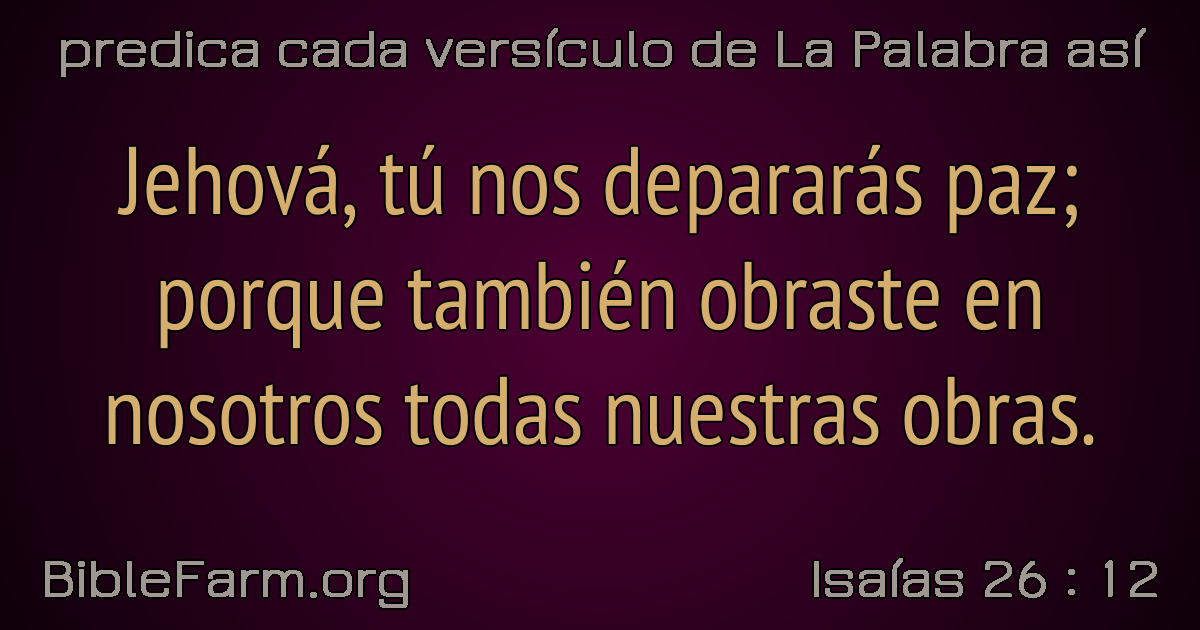 predica cada versículo de La Palabra así
Jehová, tú nos depararás paz;
porque también obraste en
nosotros todas nuestras obras.
BibleFarm.org
Isaías 26 : 12